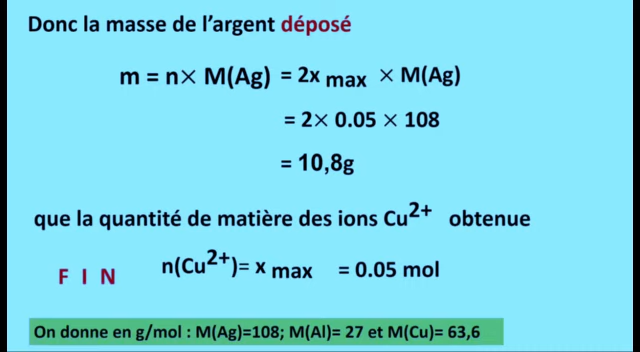 Donc la masse de l’argent déposé
m = n× M(Ag) = 2x max × M(Ag)
= 2× 0.05 × 108
= 10,8g
que la quantité de matière des ions Cu²⁺ obtenue
n(Cu²⁺)= x max = 0.05 mol
F I N
On donne en g/mol : M(Ag)=108; M(Al)= 27 et M(Cu)= 63,6